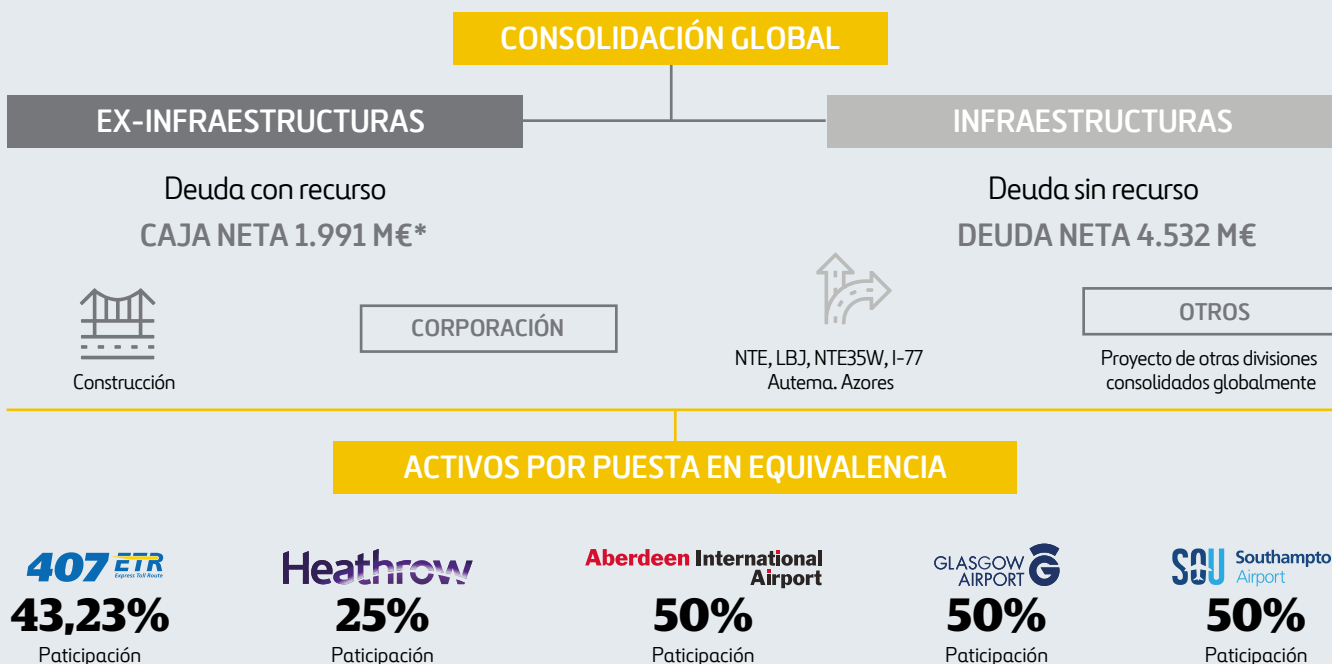 CONSOLIDACIÓN GLOBAL
EX-INFRAESTRUCTURAS
INFRAESTRUCTURAS
Deuda con recurso
CAJA NETA 1.991 M€*
Deuda sin recurso
DEUDA NETA 4.532 M€
Construcción
CORPORACIÓN
NTE, LBJ, NTE35W, I-77
Autema. Azores
OTROS
Proyecto de otras divisiones
consolidados globalmente
ACTIVOS POR PUESTA EN EQUIVALENCIA
407 ETR
Express Toll Route
43,23%
Paticipación
Heathrow
25%
Paticipación
Aberdeen International
Airport
50%
Paticipación
GLASGOW
AIRPORT
50%
Paticipación
SOU Southampto
Airport
50%
Paticipación